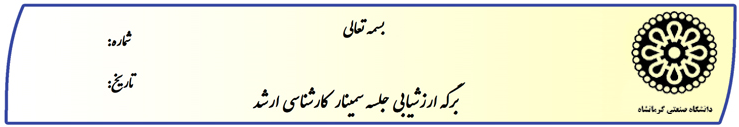 بسمه تعالی
شماره:
تاریخ:
برگه ارزشیابی جلسه سمینار کارشناسی ارشد
دانشگاه صنعتی کرمانشاه